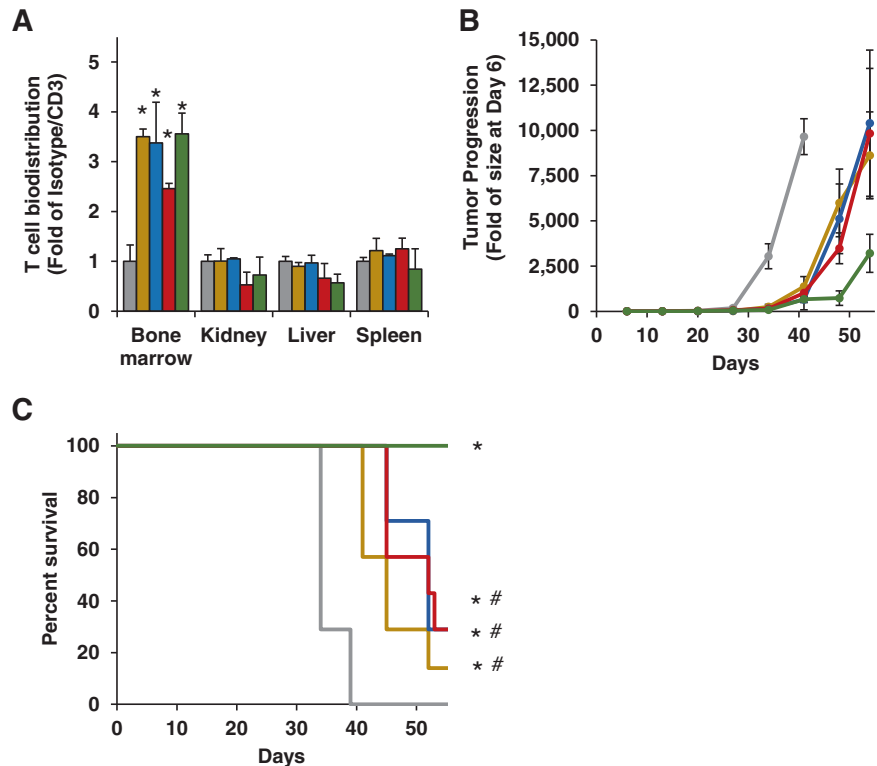 A
T cell biodistribution
(Fold of Isotype/CD3)
5
4
3
2
1
0
* * * *
Bone
marrow
Kidney
Liver
Spleen
B
Tumor Progression
(Fold of size at Day 6)
15,000
12,500
10,000
7,500
5,000
2,500
0
0 10 20 30 40 50
Days
C
Percent survival
100
80
60
40
20
0
0 10 20 30 40 50
Days
*
* #
* #
* #